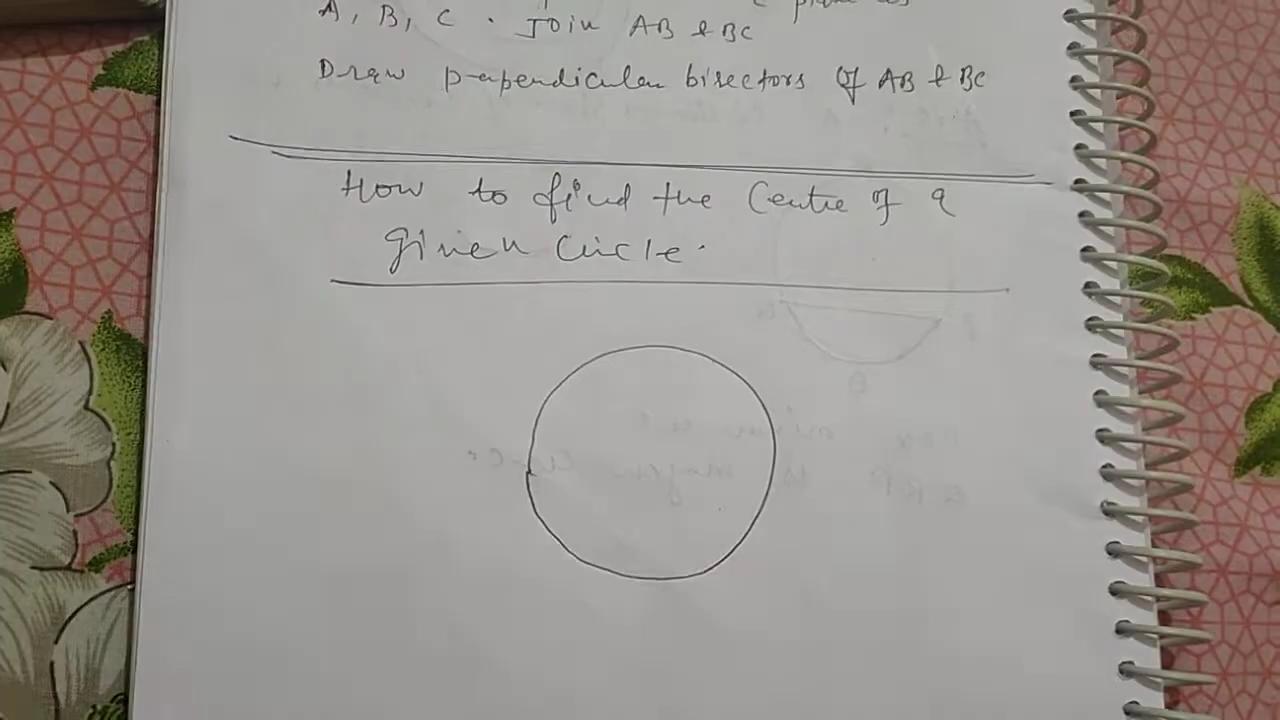 A, B, C . Join AB & BC
Draw perpendicular bisectors of AB & BC
How to find the Centre of a
given circle.